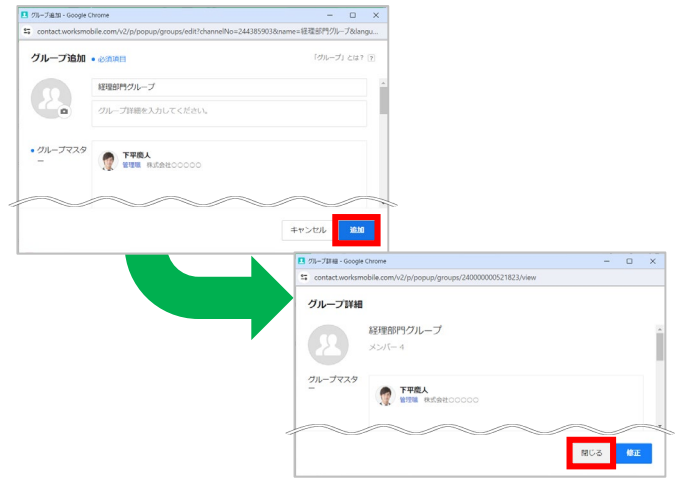 グループ追加 - Google Chrome
contact.worksmobile.com/v2/p/popup/groups/edit?channelNo=244385903&name=経理部門グループ&langu...
グループ追加 • 必須項目 「グループ」とは? ?
経理部門グループ
グループ詳細を入力してください。
• グループマスター
下平商人
管理職 株式会社○○○○○
キャンセル 追加
グループ詳細 - Google Chrome
contact.worksmobile.com/v2/p/popup/groups/240000000521823/view
グループ詳細
経理部門グループ
メンバー 4
グループマスター
下平商人
管理職 株式会社○○○○○
閉じる 修正